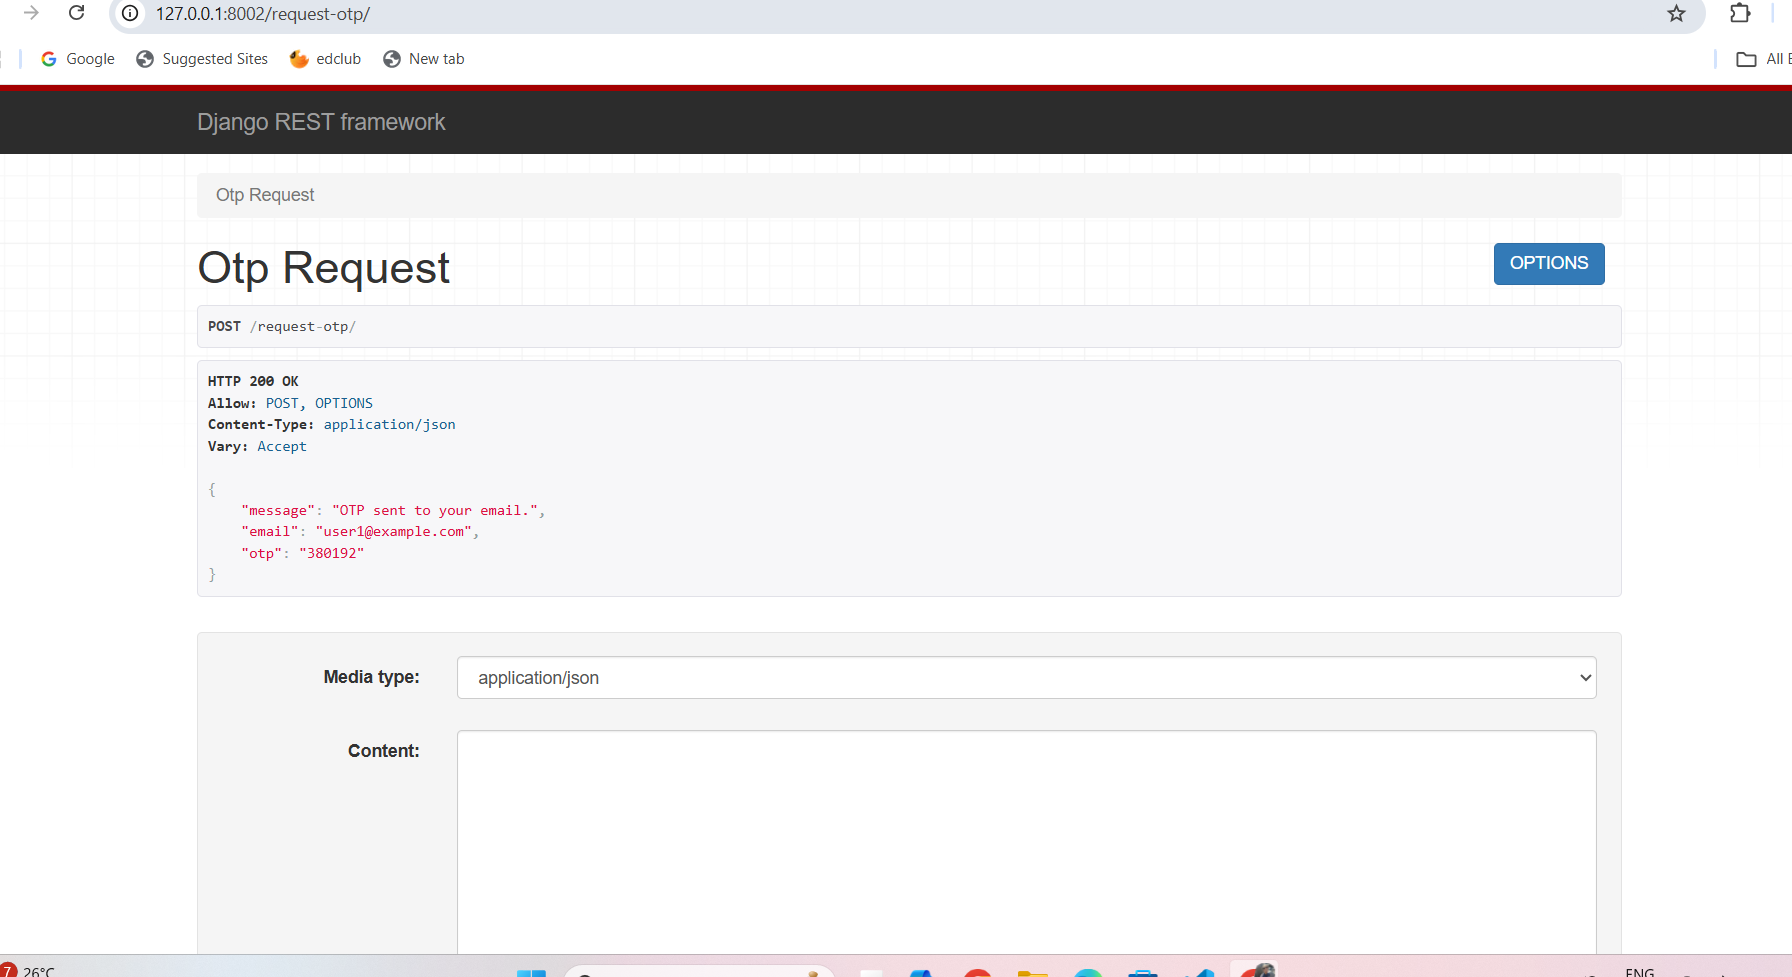 127.0.0.1:8002/request-otp/
Google Suggested Sites edclub New tab All
Django REST framework
Otp Request
Otp Request OPTIONS
POST /request-otp/
HTTP 200 OK
Allow: POST, OPTIONS
Content-Type: application/json
Vary: Accept
{
"message": "OTP sent to your email.",
"email": "user1@example.com",
"otp": "380192"
}
Media type: application/json
Content:
7 26°C ENG